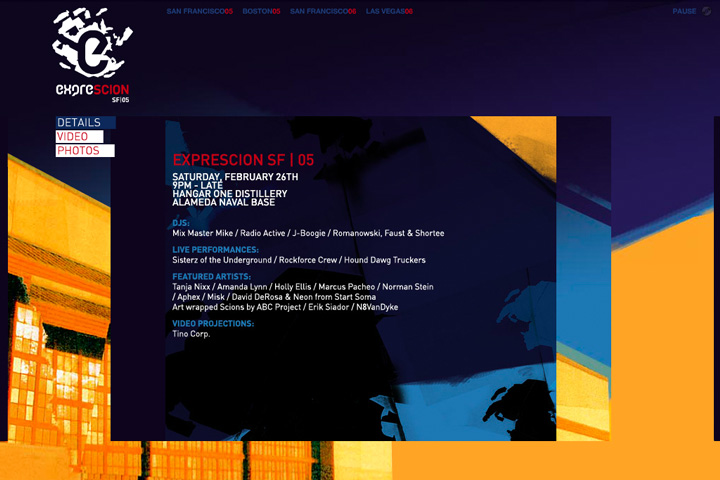 SAN FRANCISCO05 BOSTON05 SAN FRANCISCO06 LAS VEGAS06 PAUSE
expreSCION
SF|05
DETAILS
VIDEO
PHOTOS
EXPRESCION SF | 05
SATURDAY, FEBRUARY 26TH
9PM - LATE
HANGAR ONE DISTILLERY
ALAMEDA NAVAL BASE
DJS:
Mix Master Mike / Radio Active / J-Boogie / Romanowski, Faust & Shortee
LIVE PERFORMANCES:
Sisterz of the Underground / Rockforce Crew / Hound Dawg Truckers
FEATURED ARTISTS:
Tanja Nixx / Amanda Lynn / Holly Ellis / Marcus Pacheo / Norman Stein
/ Aphex / Misk / David DeRosa & Neon from Start Soma
Art wrapped Scions by ABC Project / Erik Siador / N8VanDyke
VIDEO PROJECTIONS:
Tino Corp.